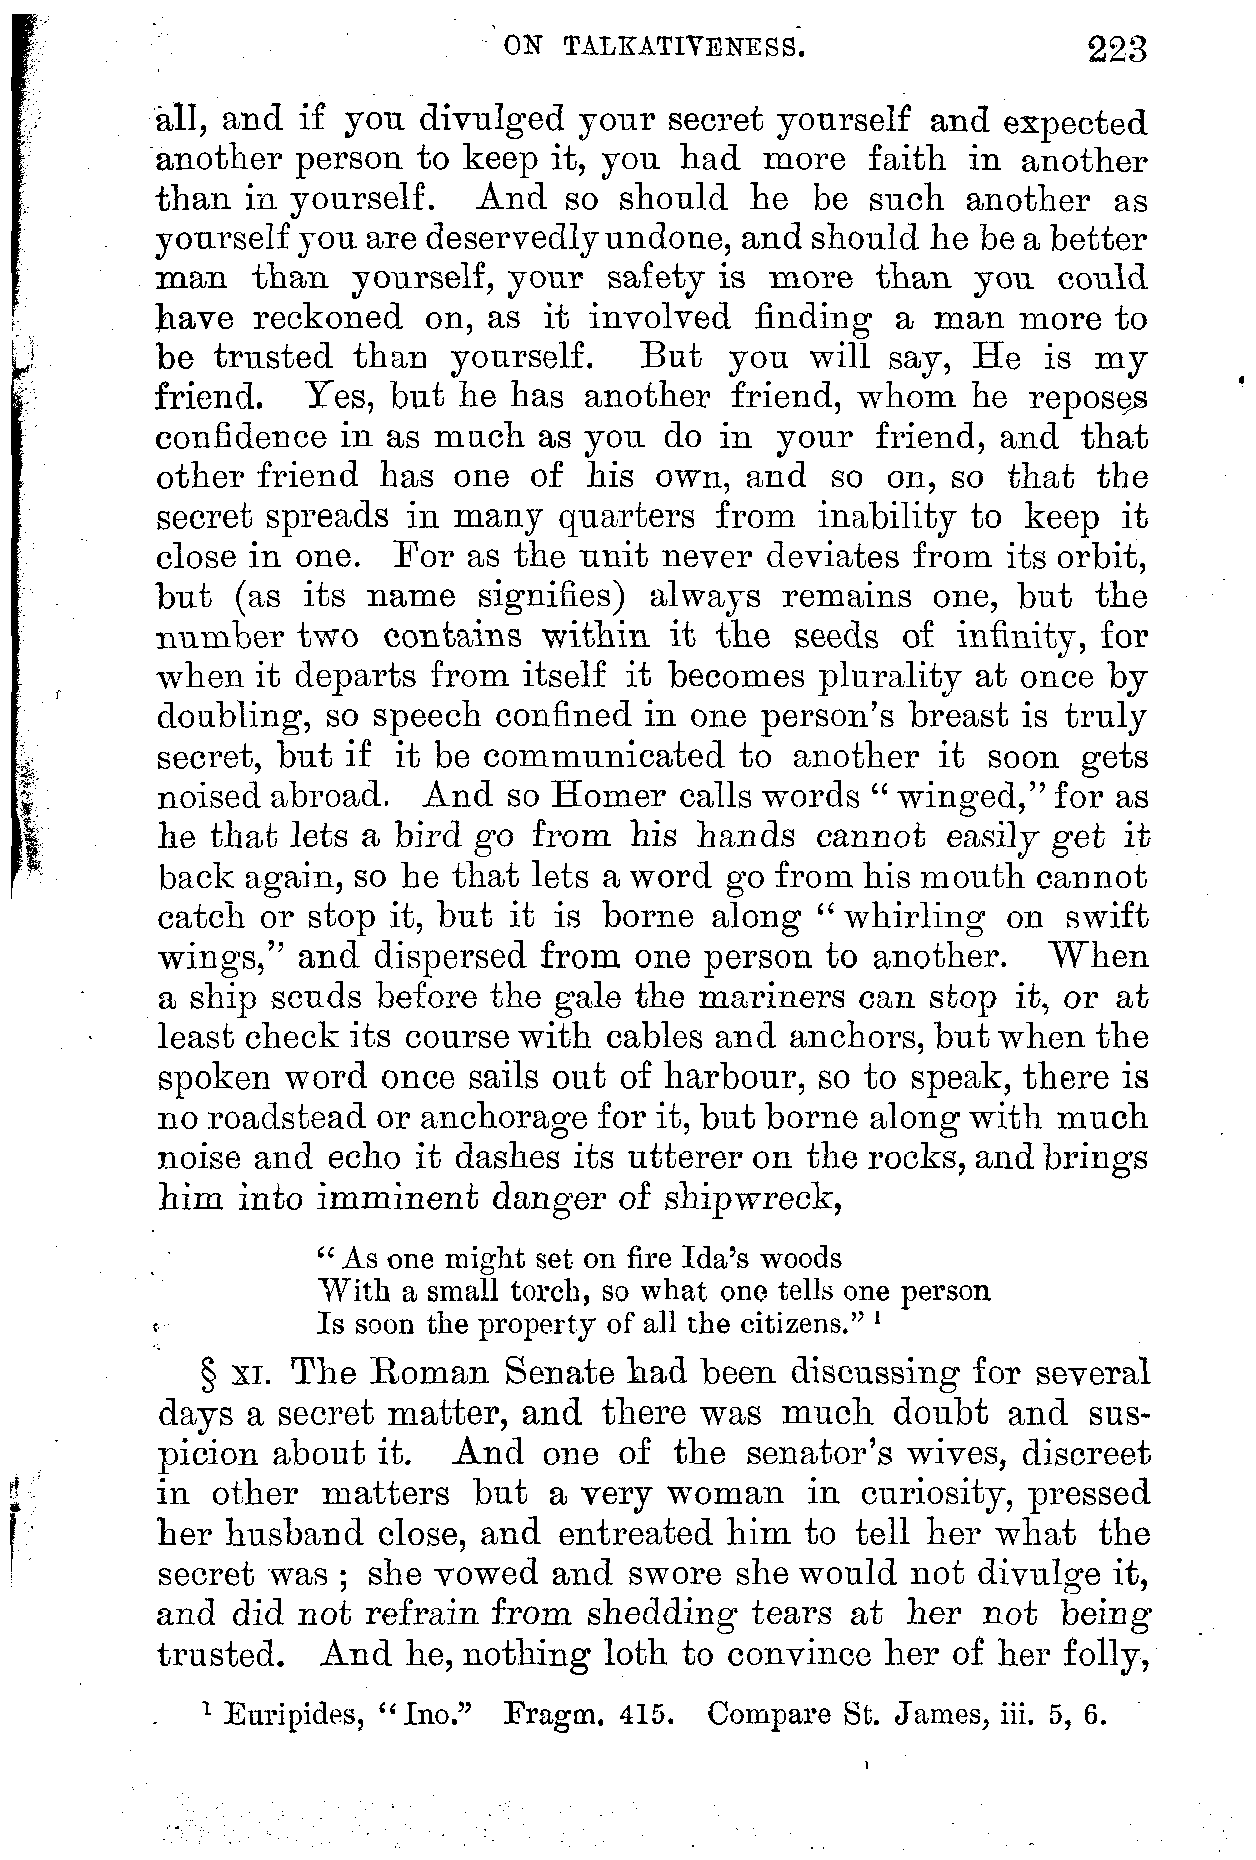 ON TALKATIVENESS. 223
all, and if you divulged your secret yourself and expected
another person to keep it, you had more faith in another
than in yourself. And so should he be such another as
yourself you are deservedly undone, and should he be a better
man than yourself, your safety is more than you could
have reckoned on, as it involved finding a man more to
be trusted than yourself. But you will say, He is my
friend. Yes, but he has another friend, whom he reposes
confidence in as much as you do in your friend, and that
other friend has one of his own, and so on, so that the
secret spreads in many quarters from inability to keep it
close in one. For as the unit never deviates from its orbit,
but (as its name signifies) always remains one, but the
number two contains within it the seeds of infinity, for
when it departs from itself it becomes plurality at once by
doubling, so speech confined in one person's breast is truly
secret, but if it be communicated to another it soon gets
noised abroad. And so Homer calls words “ winged,” for as
he that lets a bird go from his hands cannot easily get it
back again, so he that lets a word go from his mouth cannot
catch or stop it, but it is borne along “ whirling on swift
wings,” and dispersed from one person to another. When
a ship scuds before the gale the mariners can stop it, or at
least check its course with cables and anchors, but when the
spoken word once sails out of harbour, so to speak, there is
no roadstead or anchorage for it, but borne along with much
noise and echo it dashes its utterer on the rocks, and brings
him into imminent danger of shipwreck,
“ As one might set on fire Ida's woods
With a small torch, so what one tells one person
Is soon the property of all the citizens.” ¹
§ XI. The Roman Senate had been discussing for several
days a secret matter, and there was much doubt and sus-
picion about it. And one of the senator's wives, discreet
in other matters but a very woman in curiosity, pressed
her husband close, and entreated him to tell her what the
secret was ; she vowed and swore she would not divulge it,
and did not refrain from shedding tears at her not being
trusted. And he, nothing loth to convince her of her folly,
¹ Euripides, “ Ino.” Fragm. 415. Compare St. James, iii. 5, 6.